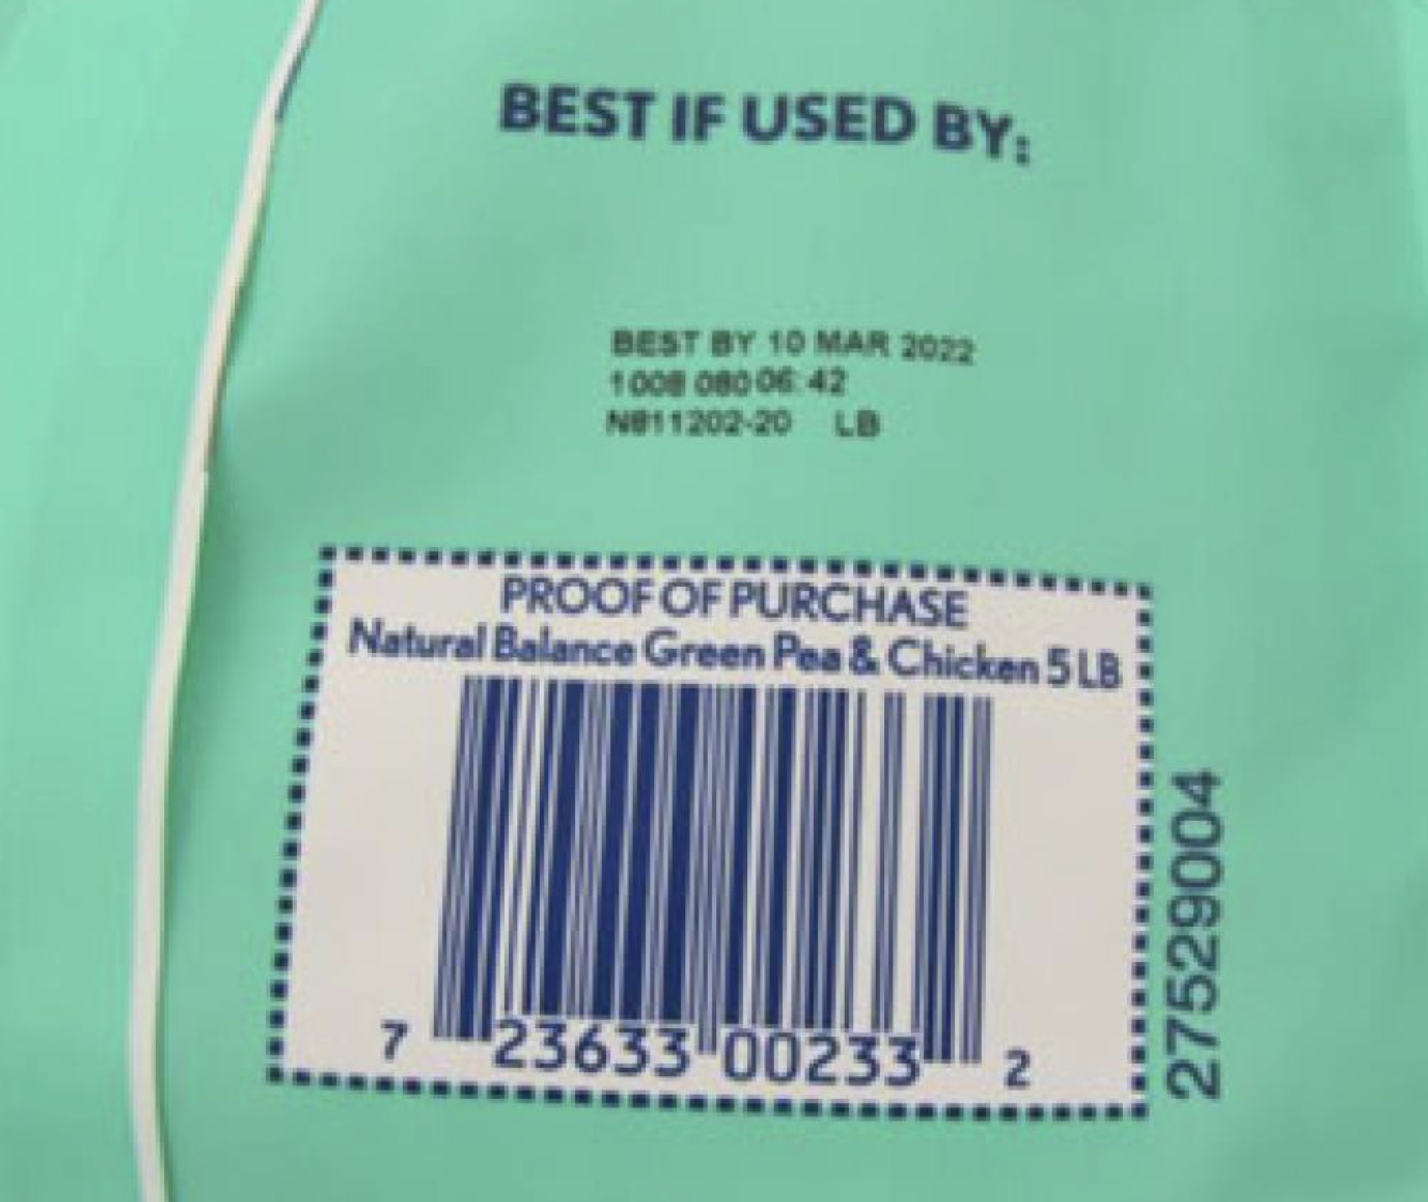 BEST IF USED BY:
BEST BY 10 MAR 2022
1008 080 06:42
N811202-20 LB
PROOF OF PURCHASE
Natural Balance Green Pea & Chicken 5 LB
7 23633 00233 2
27529004